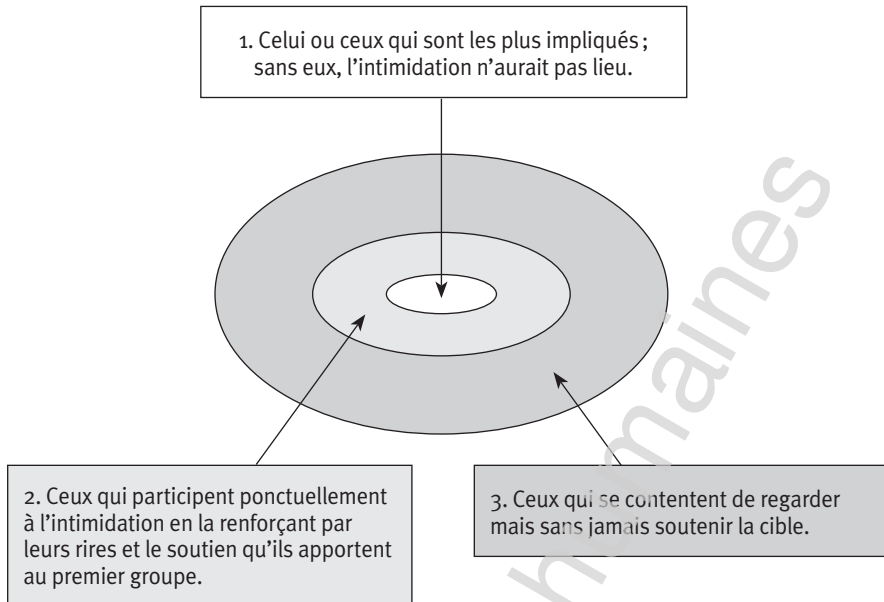 1. Celui ou ceux qui sont les plus impliqués ;
sans eux, l’intimidation n’aurait pas lieu.
2. Ceux qui participent ponctuellement
à l’intimidation en la renforçant par
leurs rires et le soutien qu’ils apportent
au premier groupe.
3. Ceux qui se contentent de regarder
mais sans jamais soutenir la cible.
humaines